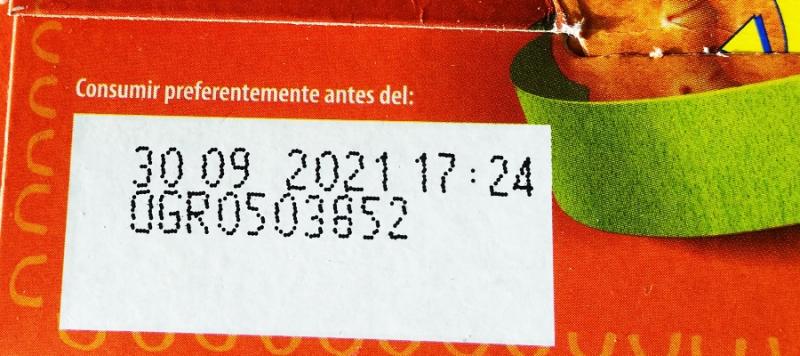 Consumir preferentemente antes del:
30 09 2021 17:24
0GR0503852